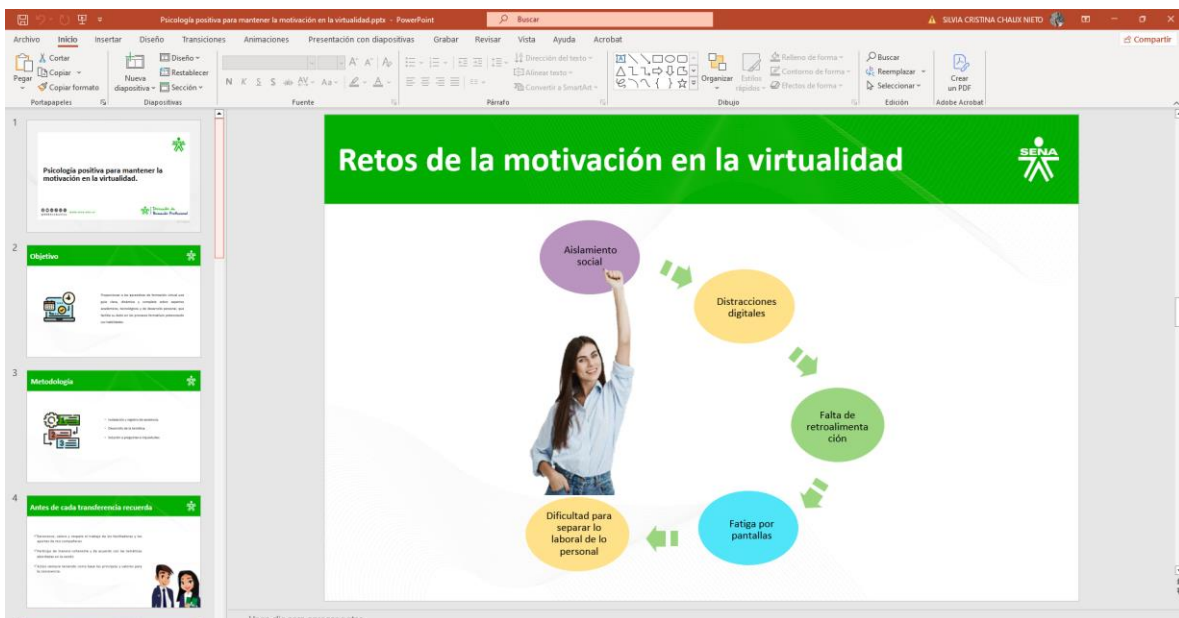 Psicología positiva para mantener la motivación en la virtualidad.pptx - PowerPoint
Buscar
SILVIA CRISTINA CHAUX NIETO
Archivo Inicio Insertar Diseño Transiciones Animaciones Presentación con diapositivas Grabar Revisar Vista Ayuda Acrobat
Compartir
Pegar
Cortar
Copiar
Copiar formato
Portapapeles
Nueva
diapositiva
Diseño
Restablecer
Sección
Diapositivas
Fuente
Dirección del texto
Alinear texto
Convertir a SmartArt
Párrafo
Organizar
Estilos
rápidos
Relleno de forma
Contorno de forma
Efectos de forma
Dibujo
Buscar
Reemplazar
Seleccionar
Edición
Crear
un PDF
Adobe Acrobat
1
Psicología positiva para mantener la
motivación en la virtualidad.
2
Objetivo
3
Metodología
4
Antes de cada transferencia recuerda
Retos de la motivación en la virtualidad
SENA
Aislamiento
social
Distracciones
digitales
Falta de
retroalimenta
ción
Fatiga por
pantallas
Dificultad para
separar lo
laboral de lo
personal